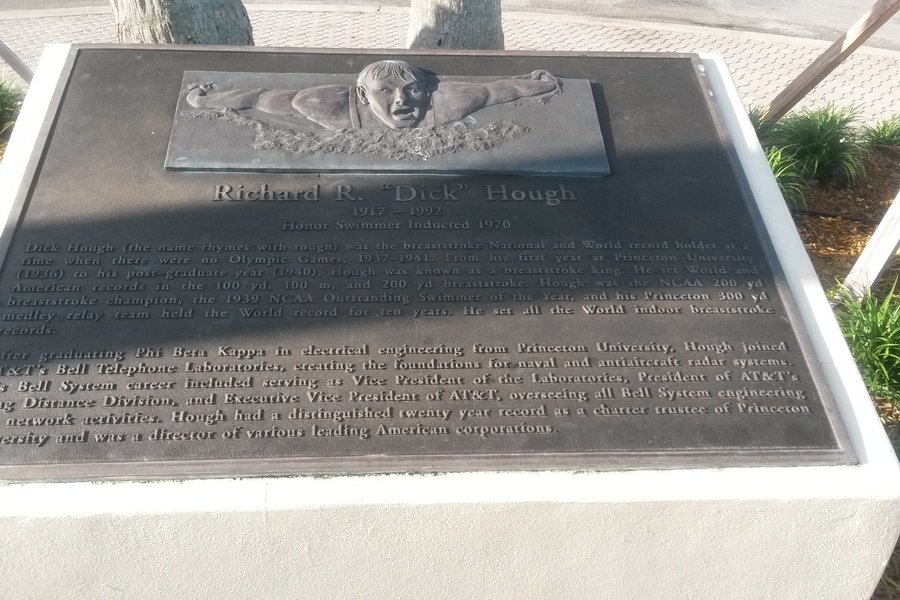 Richard R. "Dick" Hough
1917 – 1992
Honor Swimmer Inducted 1970
Dick Hough (the name rhymes with rough) was the breaststroke National and World record holder at a
time when there were no Olympic Games, 1937–1941. From his first year at Princeton University
(1936) to his post-graduate year (1940), Hough was known as a breaststroke king. He set World and
American records in the 100 yd, 100 m, and 200 yd breaststroke. Hough was the NCAA 200 yd
breaststroke champion, the 1939 NCAA Outstanding Swimmer of the Year, and his Princeton 300 yd
medley relay team held the World record for ten years. He set all the World indoor breaststroke
records.
fter graduating Phi Beta Kappa in electrical engineering from Princeton University, Hough joined
T&T's Bell Telephone Laboratories, creating the foundations for naval and antiaircraft radar systems.
's Bell System career included serving as Vice President of the Laboratories, President of AT&T's
g Distance Division, and Executive Vice President of AT&T, overseeing all Bell System engineering
network activities. Hough had a distinguished twenty year record as a charter trustee of Princeton
ersity and was a director of various leading American corporations.